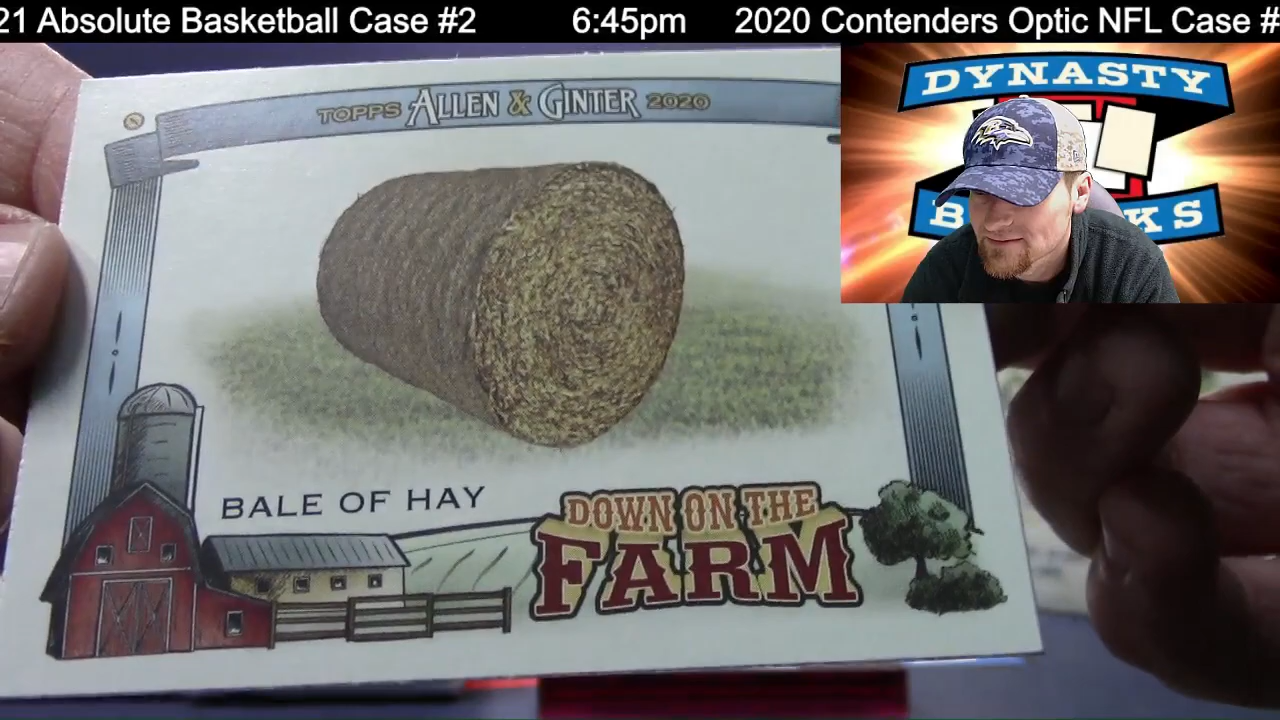 21 Absolute Basketball Case #2 6:45pm 2020 Contenders Optic NFL Case #
TOPPS ALLEN & GINTER 2020
DYNASTY
BALE OF HAY
DOWN ON THE
FARM